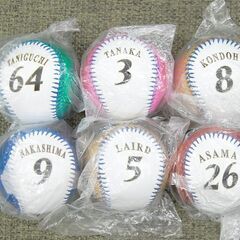 TANIGUCHI
64
TANAKA
3
KONDOH
8
NAKASHIMA
9
LAIRD
5
ASAMA
26